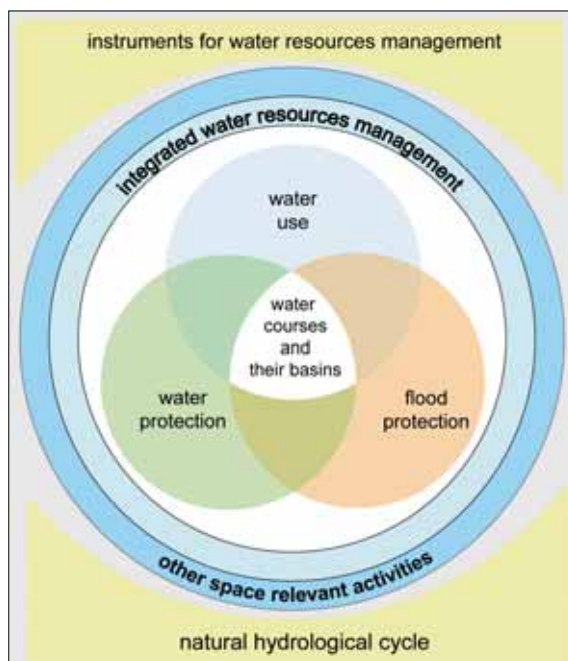 instruments for water resources management
integrated water resources management
water
use
water
courses
and
their basins
water
protection
flood
protection
other space relevant activities
natural hydrological cycle